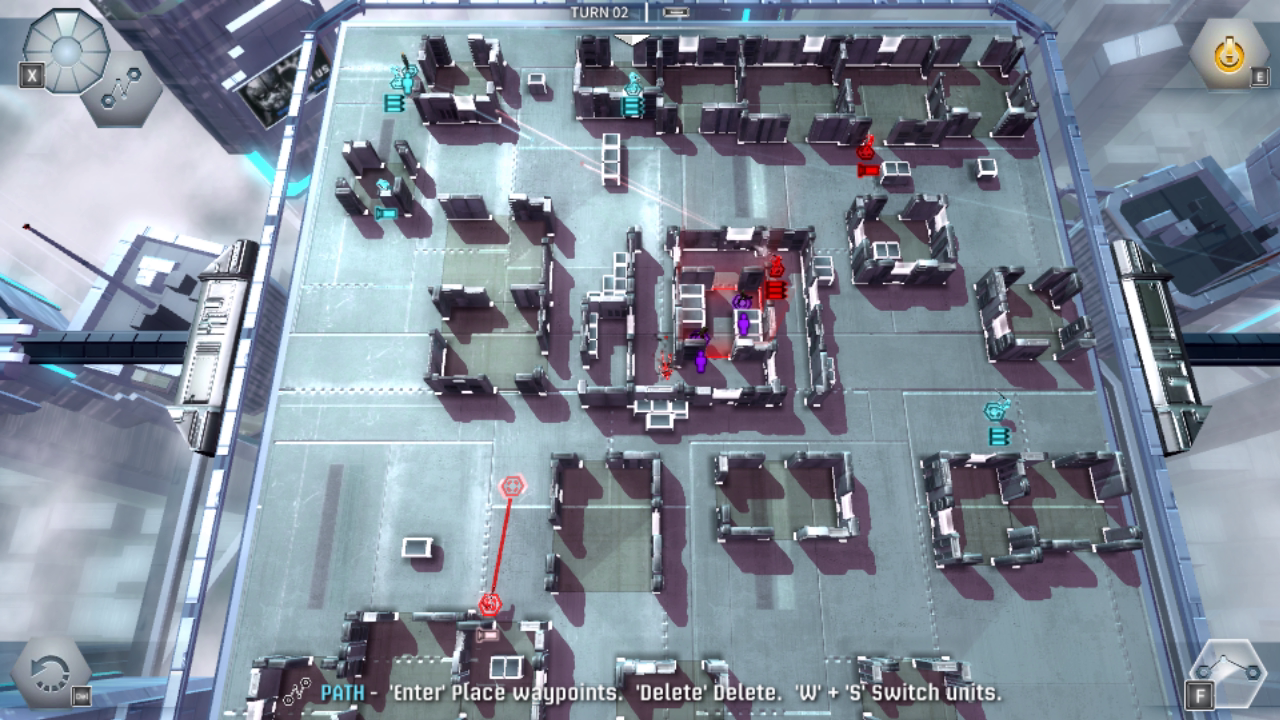 TURN 02
X
E
PATH - 'Enter' Place waypoints. 'Delete' Delete. 'W' + 'S' Switch units.
F